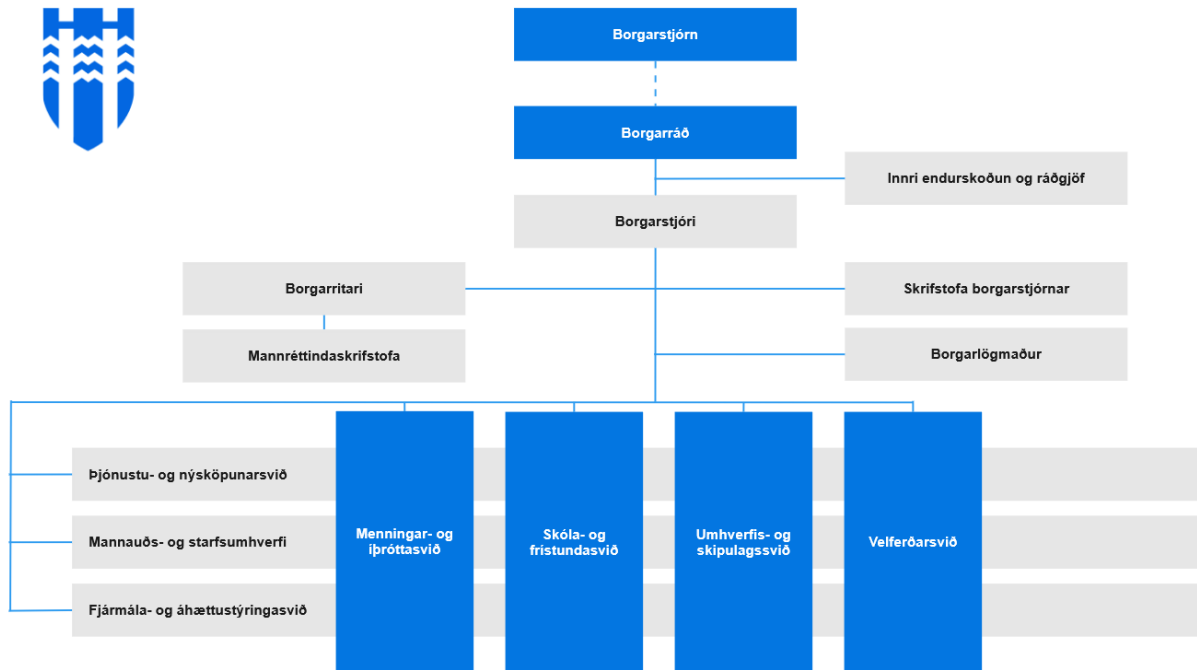 Borgarstjórn
Borgarráð
Innri endurskoðun og ráðgjöf
Borgarstjóri
Borgarritari
Skrifstofa borgarstjórnar
Mannréttindaskrifstofa
Borgarlögmaður
Þjónustu- og nýsköpunarsvið
Mannauðs- og starfsumhverfi
Fjármála- og áhættustýringasvið
Menningar- og
íþróttasvið
Skóla- og
frístundasvið
Umhverfis- og
skipulagssvið
Velferðarsvið